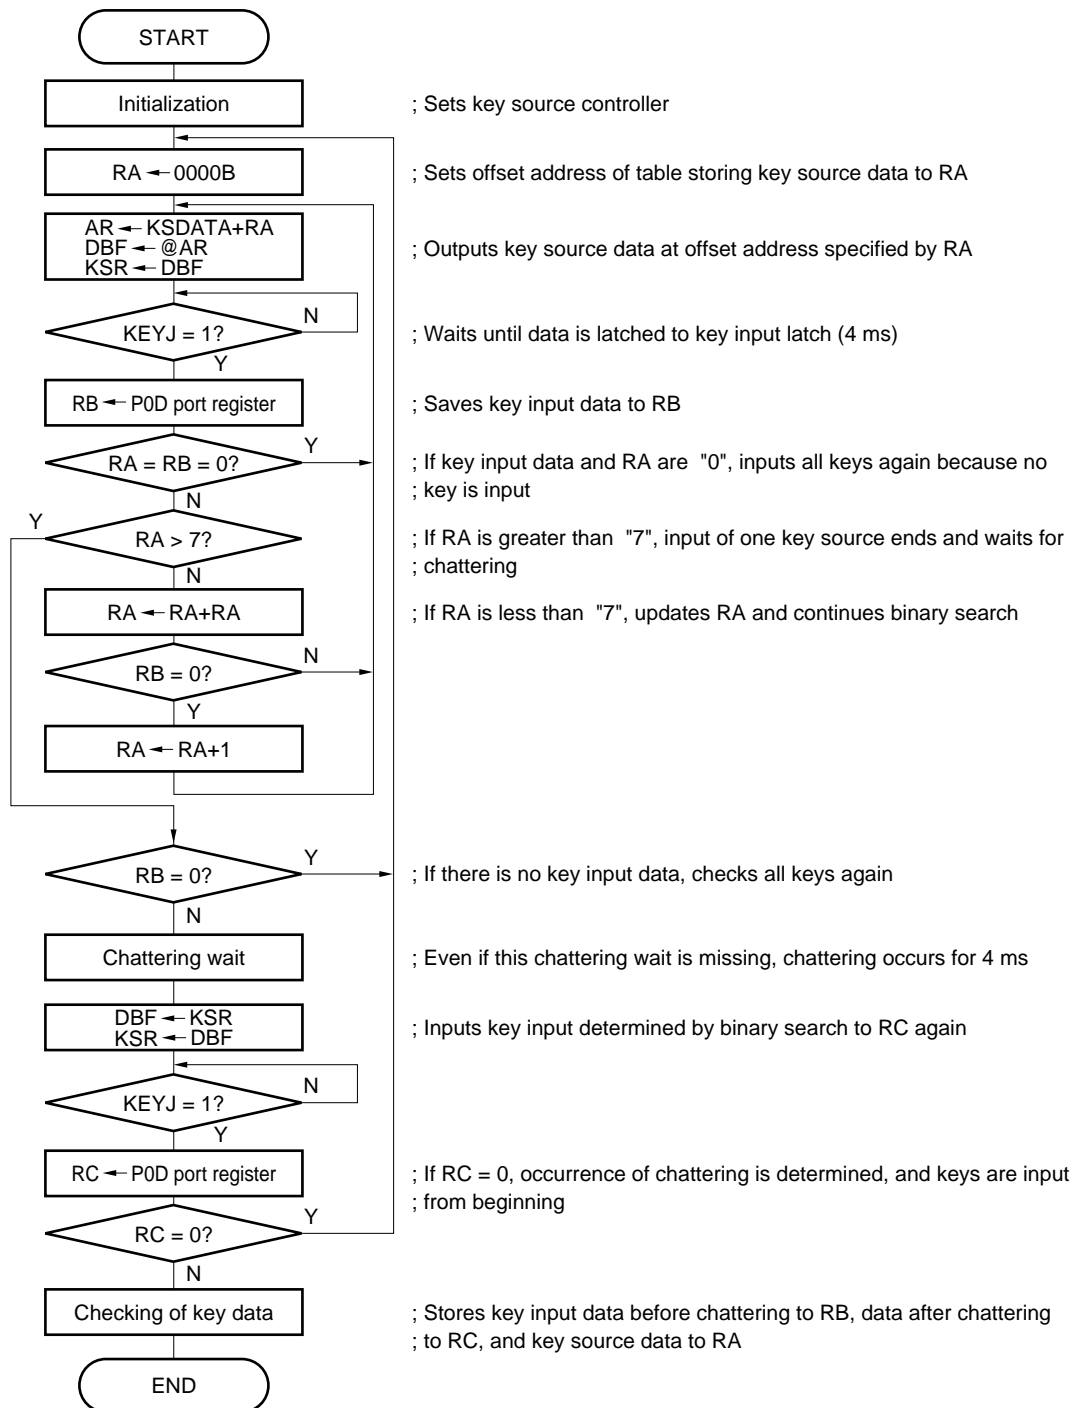 START
Initialization ; Sets key source controller
RA ← 0000B ; Sets offset address of table storing key source data to RA
AR ← KSDATA+RA
DBF ← @AR ; Outputs key source data at offset address specified by RA
KSR ← DBF
KEYJ = 1? N ; Waits until data is latched to key input latch (4 ms)
Y
RB ← P0D port register ; Saves key input data to RB
RA = RB = 0? Y ; If key input data and RA are "0", inputs all keys again because no
; key is input
N
Y RA > 7? ; If RA is greater than "7", input of one key source ends and waits for
; chattering
N
RA ← RA+RA ; If RA is less than "7", updates RA and continues binary search
RB = 0? N
Y
RA ← RA+1
RB = 0? Y ; If there is no key input data, checks all keys again
N
Chattering wait ; Even if this chattering wait is missing, chattering occurs for 4 ms
DBF ← KSR
KSR ← DBF ; Inputs key input determined by binary search to RC again
KEYJ = 1? N
Y
RC ← P0D port register ; If RC = 0, occurrence of chattering is determined, and keys are input
; from beginning
RC = 0? Y
N
Checking of key data ; Stores key input data before chattering to RB, data after chattering
; to RC, and key source data to RA
END